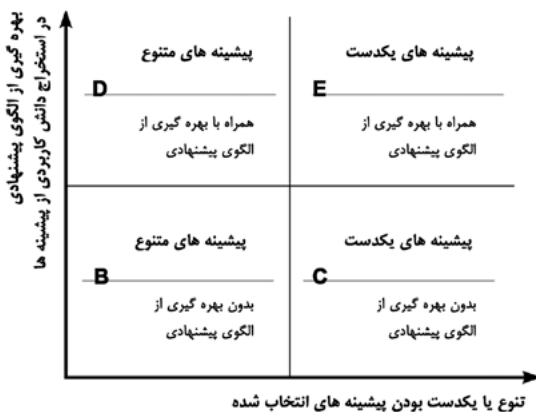 بهره گیری از الگوی پیشنهادی
در استخراج دانش کاربردی از پیشینه ها
پیشینه های یکدست
E
همراه با بهره گیری از
الگوی پیشنهادی
پیشینه های متنوع
D
همراه با بهره گیری از
الگوی پیشنهادی
پیشینه های یکدست
C
بدون بهره گیری از
الگوی پیشنهادی
پیشینه های متنوع
B
بدون بهره گیری از
الگوی پیشنهادی
تنوع یا یکدست بودن پیشینه های انتخاب شده